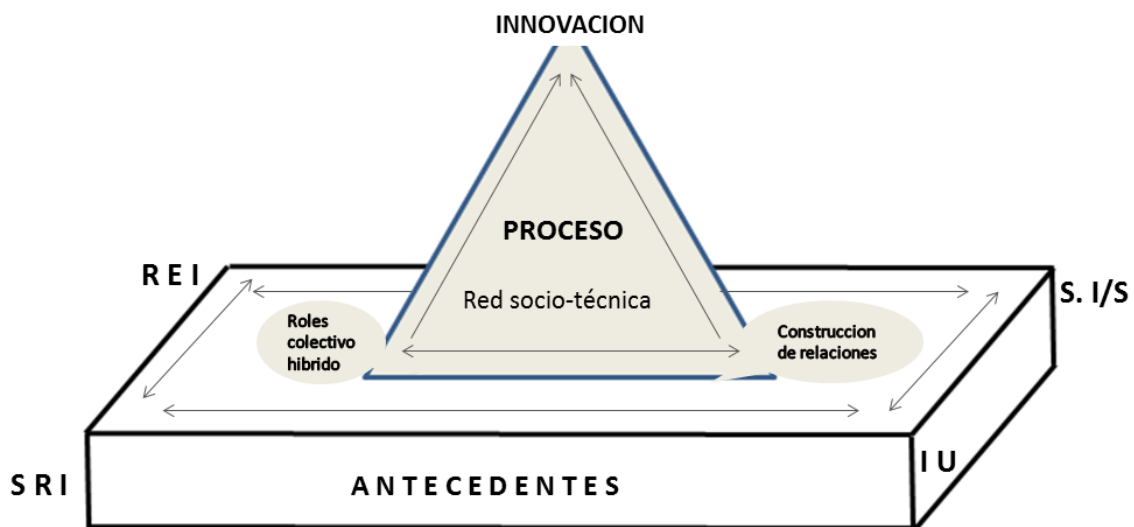 INNOVACION
PROCESO
Red socio-técnica
R E I
S. I/S
Roles
colectivo
hibrido
Construccion
de relaciones
S R I
A N T E C E D E N T E S
I U